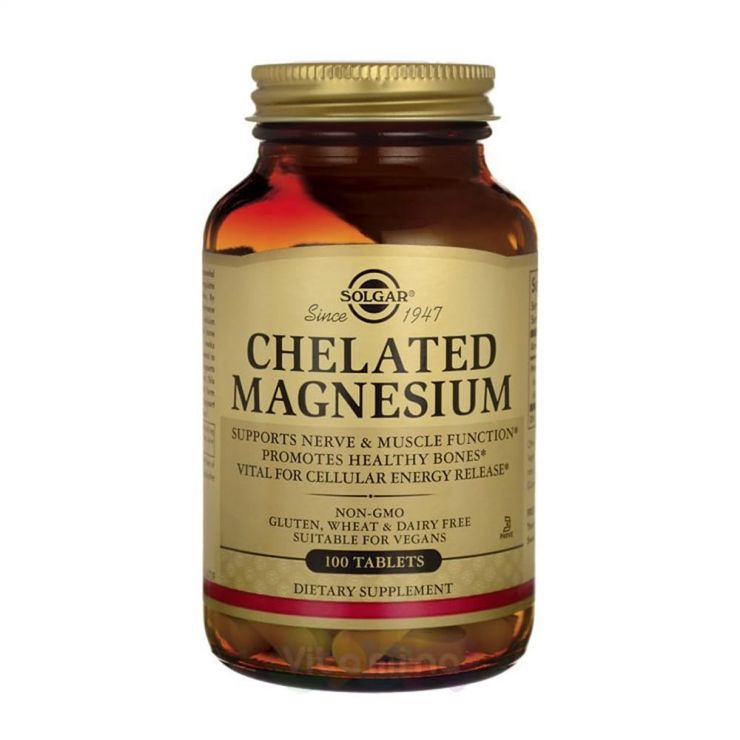 SOLGAR®
Since 1947
CHELATED
MAGNESIUM
SUPPORTS NERVE & MUSCLE FUNCTION*
PROMOTES HEALTHY BONES*
VITAL FOR CELLULAR ENERGY RELEASE*
NON-GMO
GLUTEN, WHEAT & DAIRY FREE
SUITABLE FOR VEGANS
PAREVE
100 TABLETS
DIETARY SUPPLEMENT